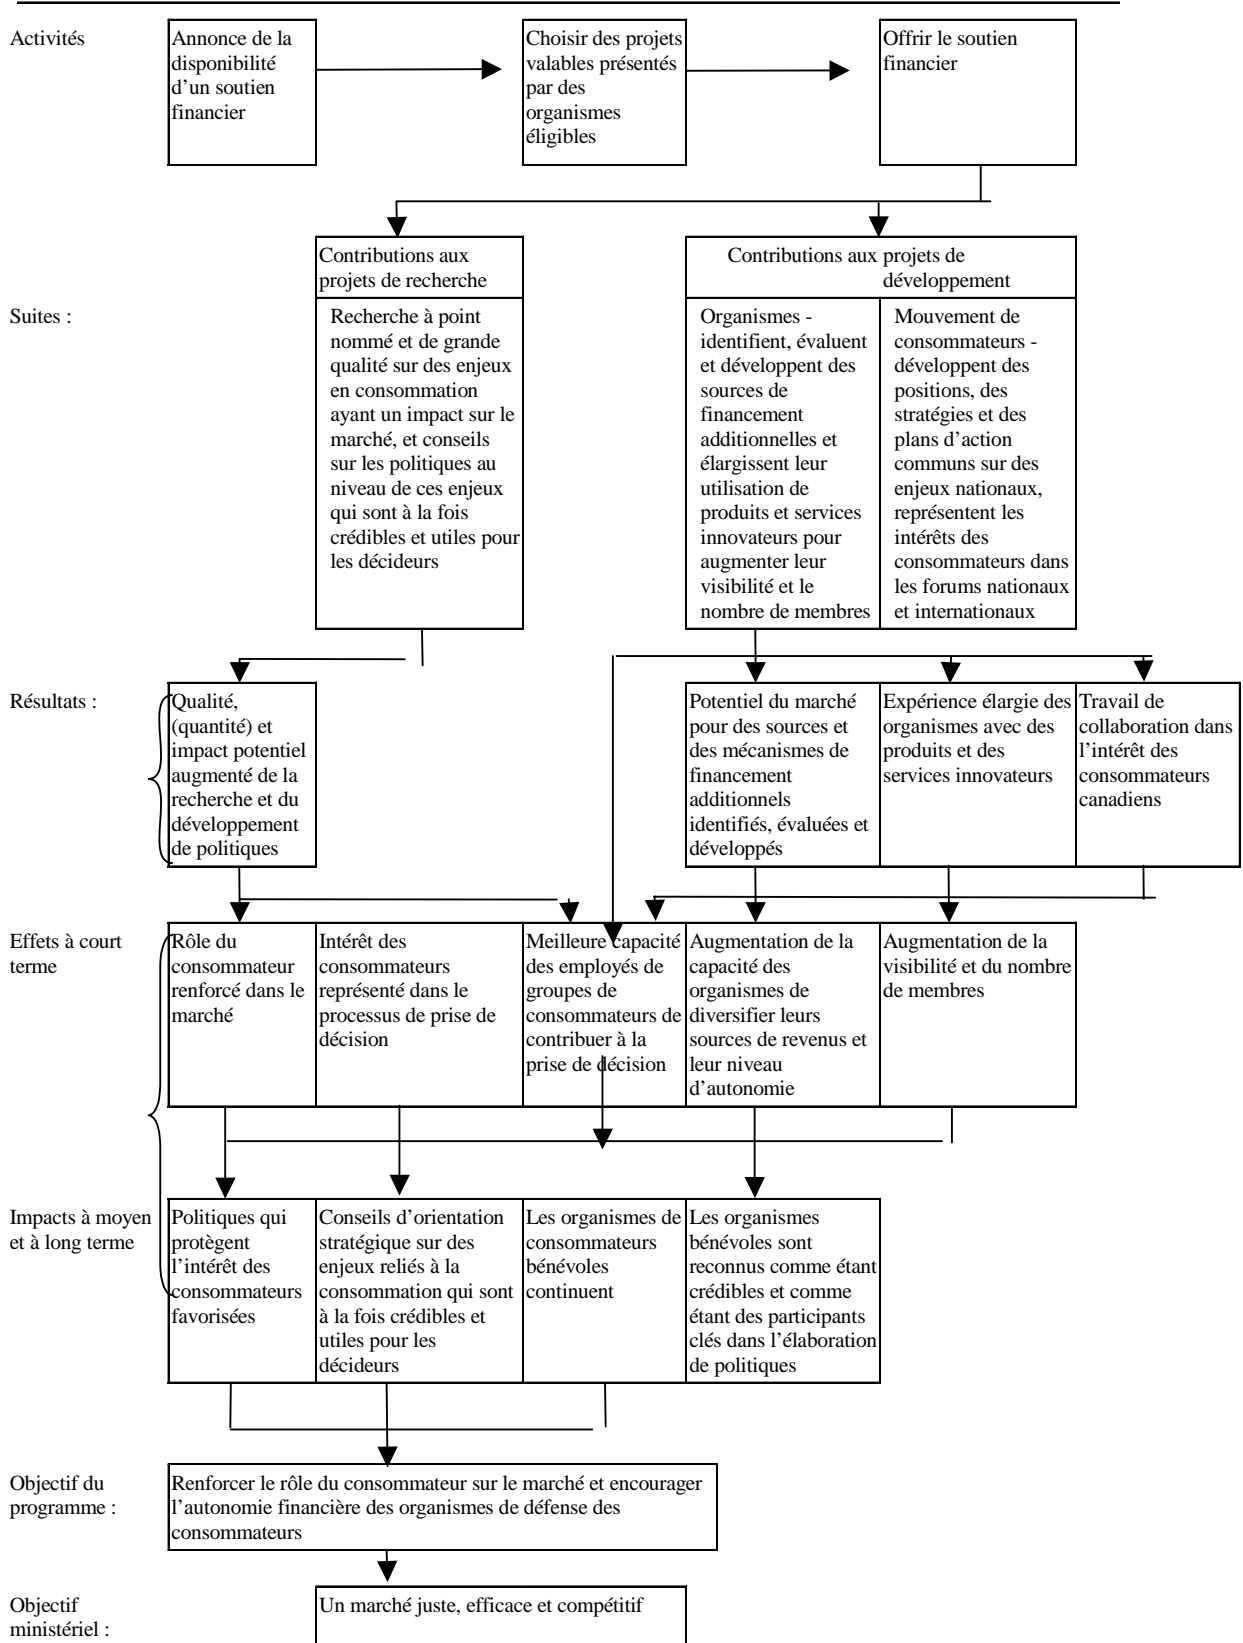 Activités
Annonce de la
disponibilité
d’un soutien
financier
Choisir des projets
valables présentés
par des
organismes
éligibles
Offrir le soutien
financier
Contributions aux
projets de recherche
Contributions aux projets de
développement
Suites :
Recherche à point
nommé et de grande
qualité sur des enjeux
en consommation
ayant un impact sur le
marché, et conseils
sur les politiques au
niveau de ces enjeux
qui sont à la fois
crédibles et utiles pour
les décideurs
Organismes -
identifient, évaluent
et développent des
sources de
financement
additionnelles et
élargissent leur
utilisation de
produits et services
innovateurs pour
augmenter leur
visibilité et le
nombre de membres
Mouvement de
consommateurs -
développent des
positions, des
stratégies et des
plans d’action
communs sur des
enjeux nationaux,
représentent les
intérêts des
consommateurs dans
les forums nationaux
et internationaux
Résultats :
Qualité,
(quantité) et
impact potentiel
augmenté de la
recherche et du
développement
de politiques
Potentiel du marché
pour des sources et
des mécanismes de
financement
additionnels
identifiés, évaluées et
développés
Expérience élargie des
organismes avec des
produits et des
services innovateurs
Travail de
collaboration dans
l’intérêt des
consommateurs
canadiens
Effets à court
terme
Rôle du
consommateur
renforcé dans le
marché
Intérêt des
consommateurs
représenté dans le
processus de prise de
décision
Meilleure capacité
des employés de
groupes de
consommateurs de
contribuer à la
prise de décision
Augmentation de la
capacité des
organismes de
diversifier leurs
sources de revenus et
leur niveau
d’autonomie
Augmentation de la
visibilité et du nombre
de membres
Impacts à moyen
et à long terme
Politiques qui
protègent
l’intérêt des
consommateurs
favorisées
Conseils d’orientation
stratégique sur des
enjeux reliés à la
consommation qui sont
à la fois crédibles et
utiles pour les
décideurs
Les organismes de
consommateurs
bénévoles
continuent
Les organismes
bénévoles sont
reconnus comme étant
crédibles et comme
étant des participants
clés dans l’élaboration
de politiques
Objectif du
programme :
Renforcer le rôle du consommateur sur le marché et encourager
l’autonomie financière des organismes de défense des
consommateurs
Objectif
ministériel :
Un marché juste, efficace et compétitif